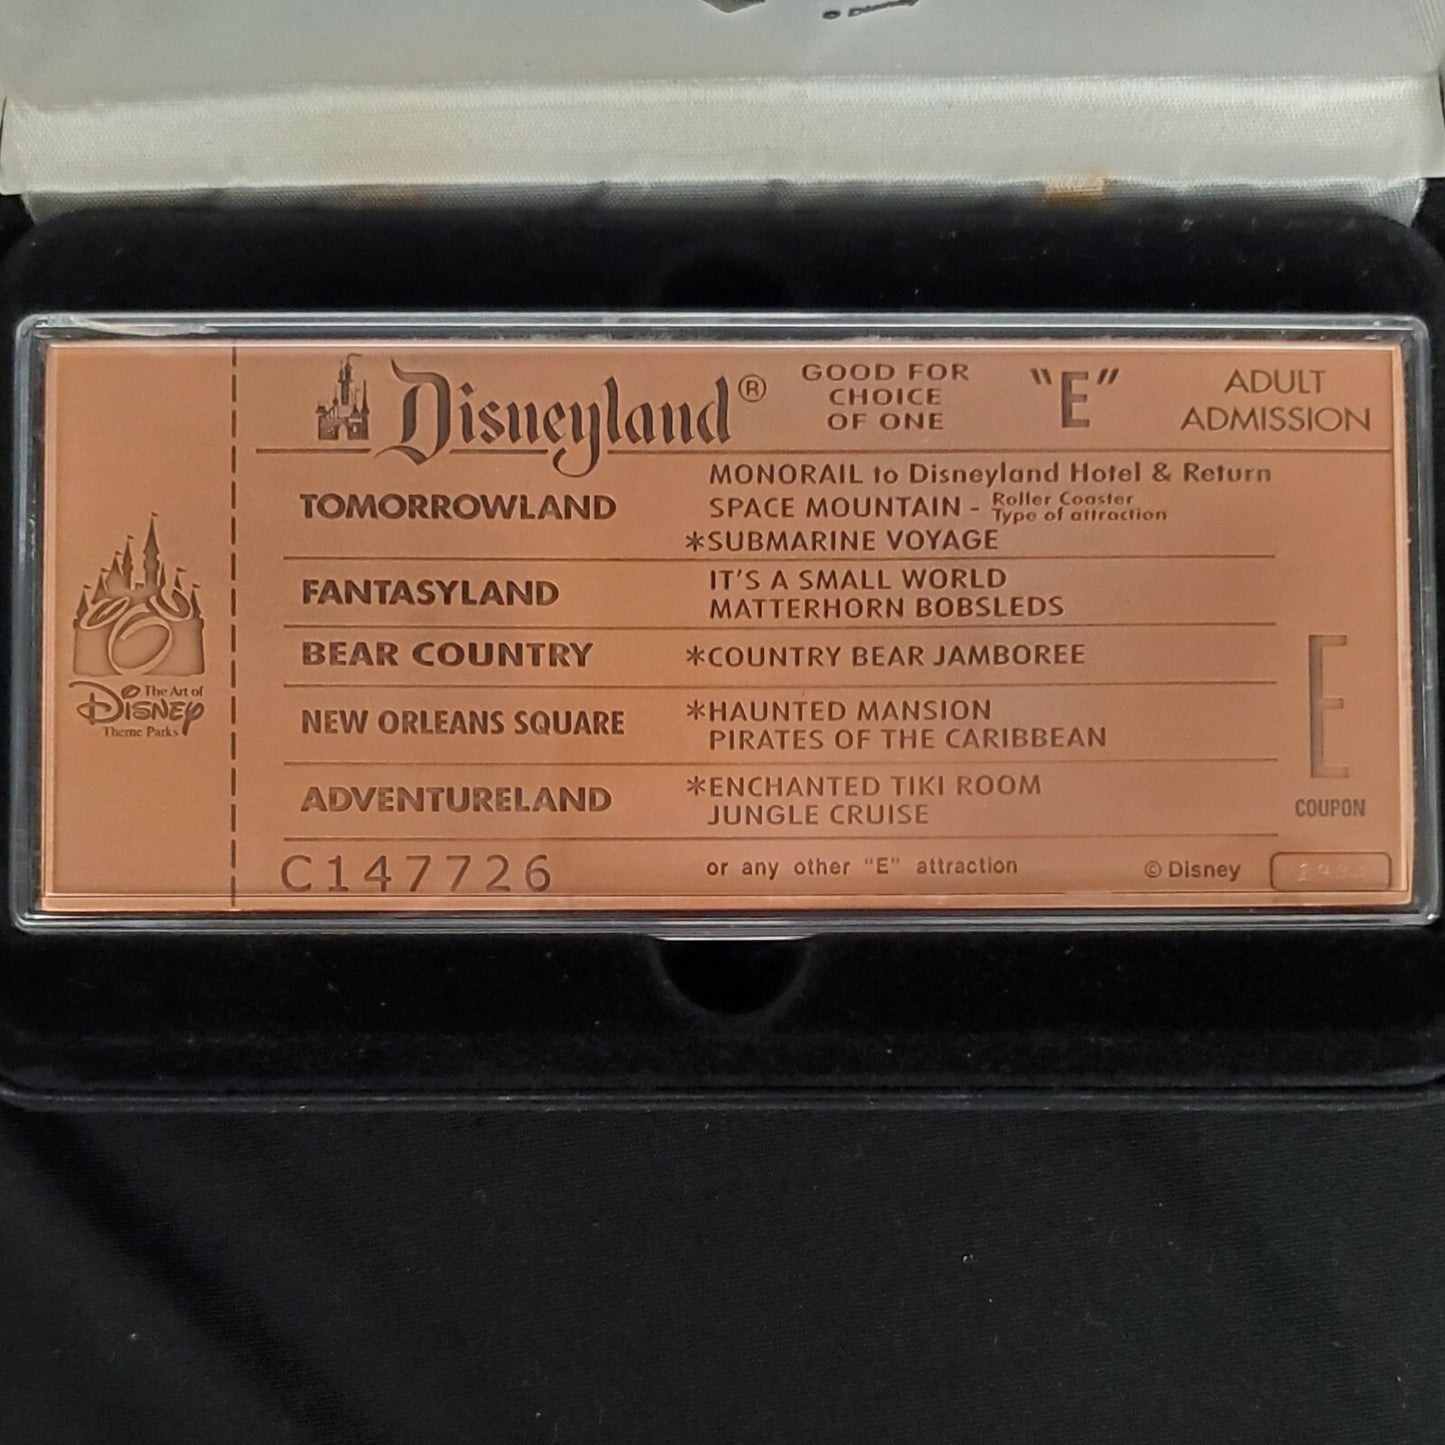 © Disney
Disneyland®
GOOD FOR
CHOICE
OF ONE
"E"
ADULT
ADMISSION
TOMORROWLAND
MONORAIL to Disneyland Hotel & Return
SPACE MOUNTAIN - Roller Coaster
Type of attraction
*SUBMARINE VOYAGE
FANTASYLAND
IT'S A SMALL WORLD
MATTERHORN BOBSLEDS
BEAR COUNTRY
*COUNTRY BEAR JAMBOREE
NEW ORLEANS SQUARE
*HAUNTED MANSION
PIRATES OF THE CARIBBEAN
ADVENTURELAND
*ENCHANTED TIKI ROOM
JUNGLE CRUISE
C147726
or any other "E" attraction
© Disney
E
COUPON
The Art of
Disney
Theme Parks